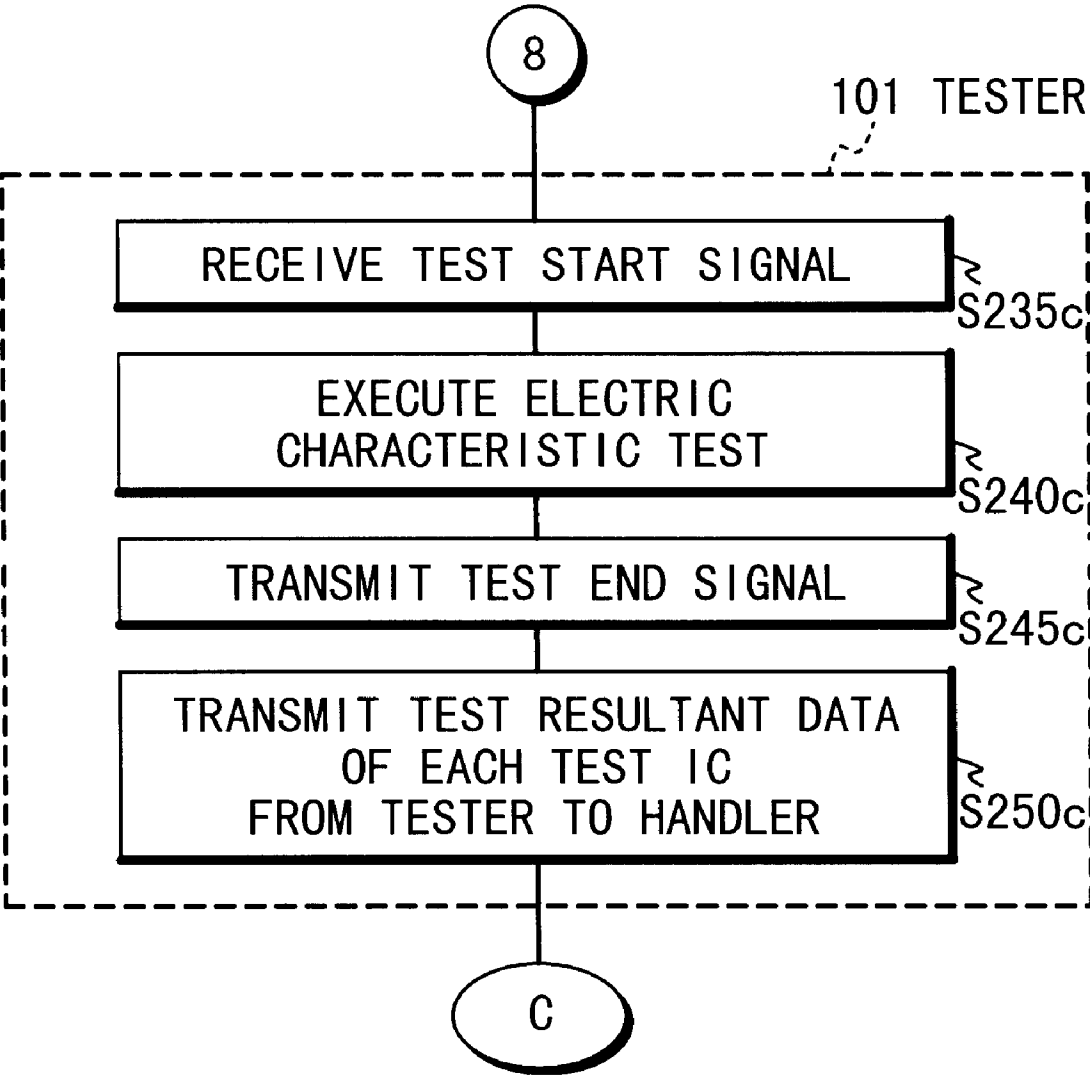 8
101 TESTER
RECEIVE TEST START SIGNAL
S235c
EXECUTE ELECTRIC
CHARACTERISTIC TEST
S240c
TRANSMIT TEST END SIGNAL
S245c
TRANSMIT TEST RESULTANT DATA
OF EACH TEST IC
FROM TESTER TO HANDLER
S250c
C